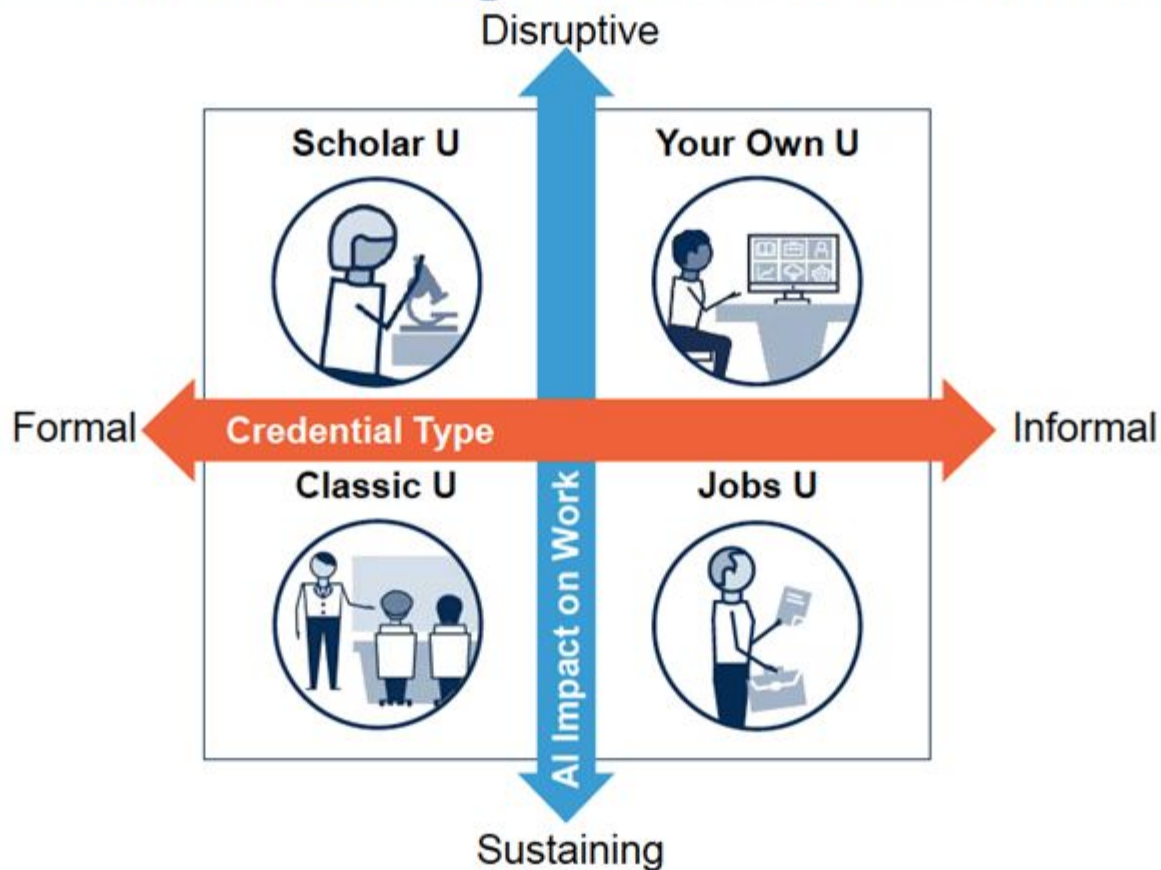 Disruptive
Scholar U
Your Own U
Formal
Credential Type
Informal
Classic U
Jobs U
AI Impact on Work
Sustaining